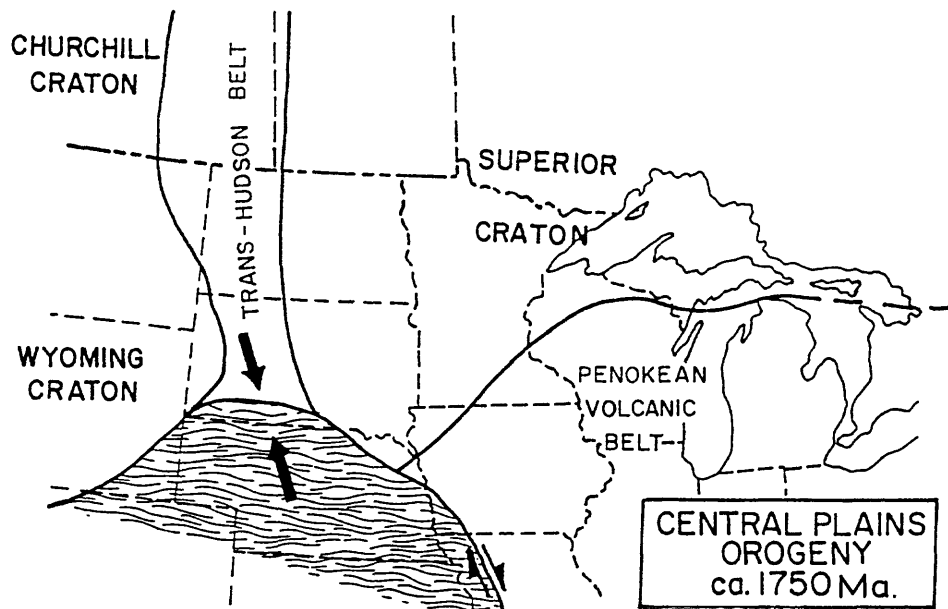 CHURCHILL
CRATON
TRANS-HUDSON BELT
SUPERIOR
CRATON
WYOMING
CRATON
PENOKEAN
VOLCANIC
BELT
CENTRAL PLAINS
OROGENY
ca. 1750 Ma.